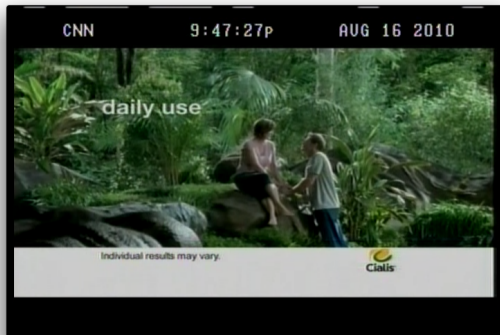 CNN 9:47:27P AUG 16 2010
daily use
Individual results may vary.
Cialis